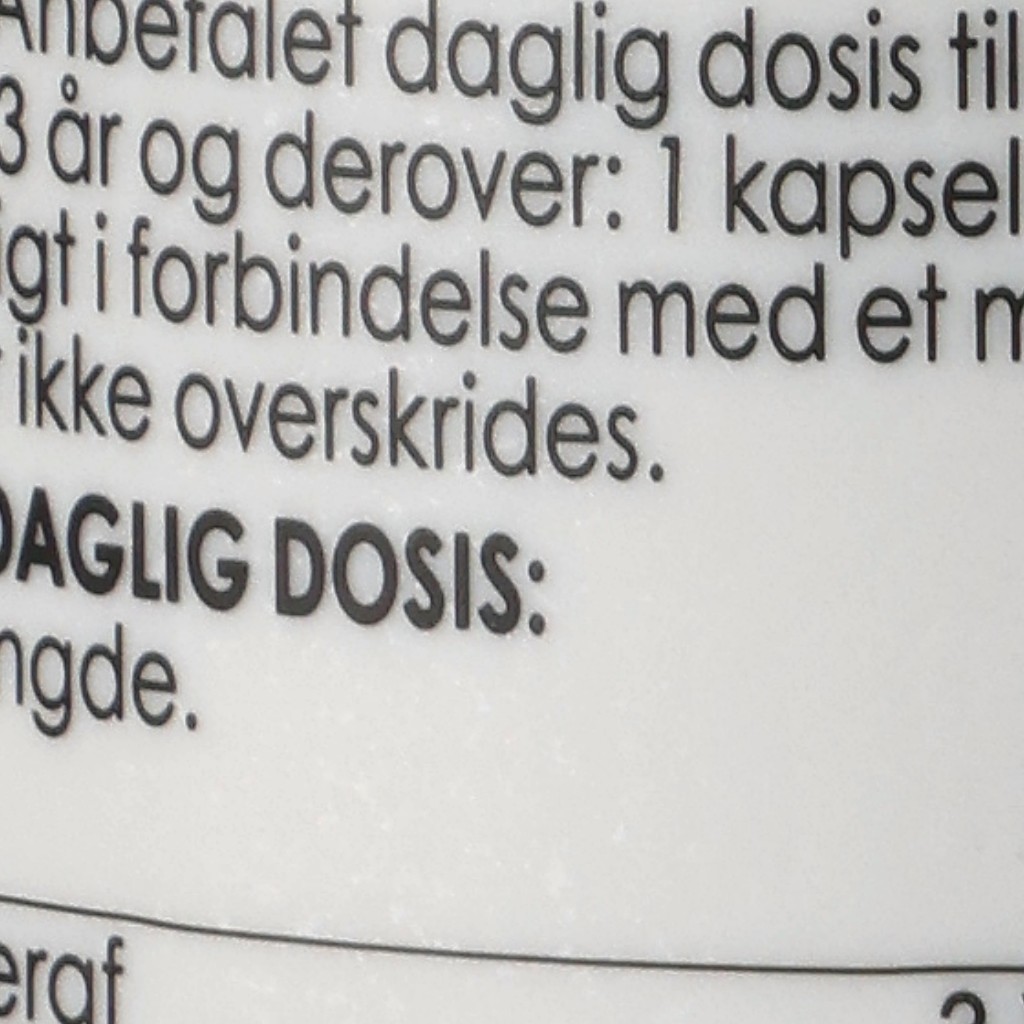 Anbefalet daglig dosis til
3 år og derover: 1 kapsel
igt i forbindelse med et m
ikke overskrides.
DAGLIG DOSIS:
ngde.
eraf